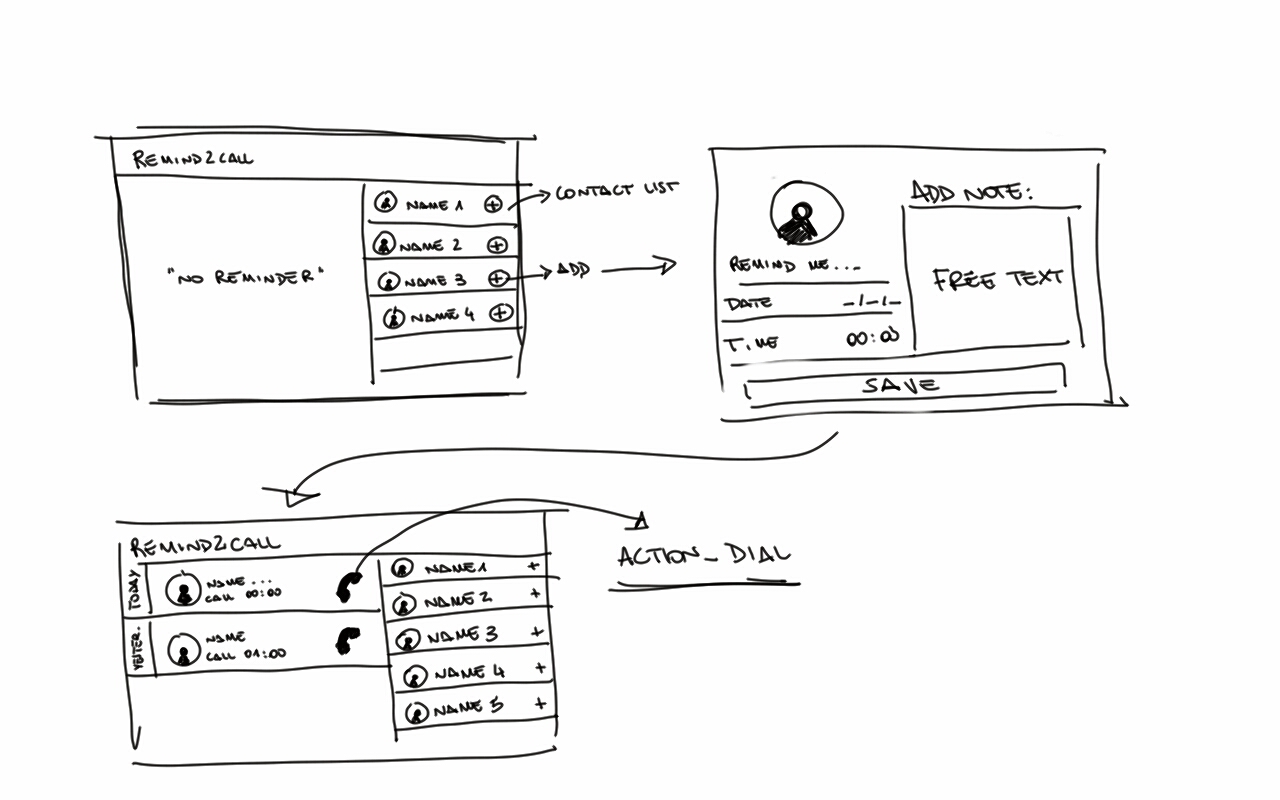 REMIND2CALL
"NO REMINDER"
NAME 1
NAME 2
NAME 3
NAME 4
CONTACT LIST
ADD
REMIND ME...
DATE _/_/_
TIME 00:00
ADD NOTE:
FREE TEXT
SAVE
REMIND2CALL
TODAY
NAME...
CALL 00:00
YESTER.
NAME
CALL 01:00
NAME 1 +
NAME 2 +
NAME 3 +
NAME 4 +
NAME 5 +
ACTION_DIAL